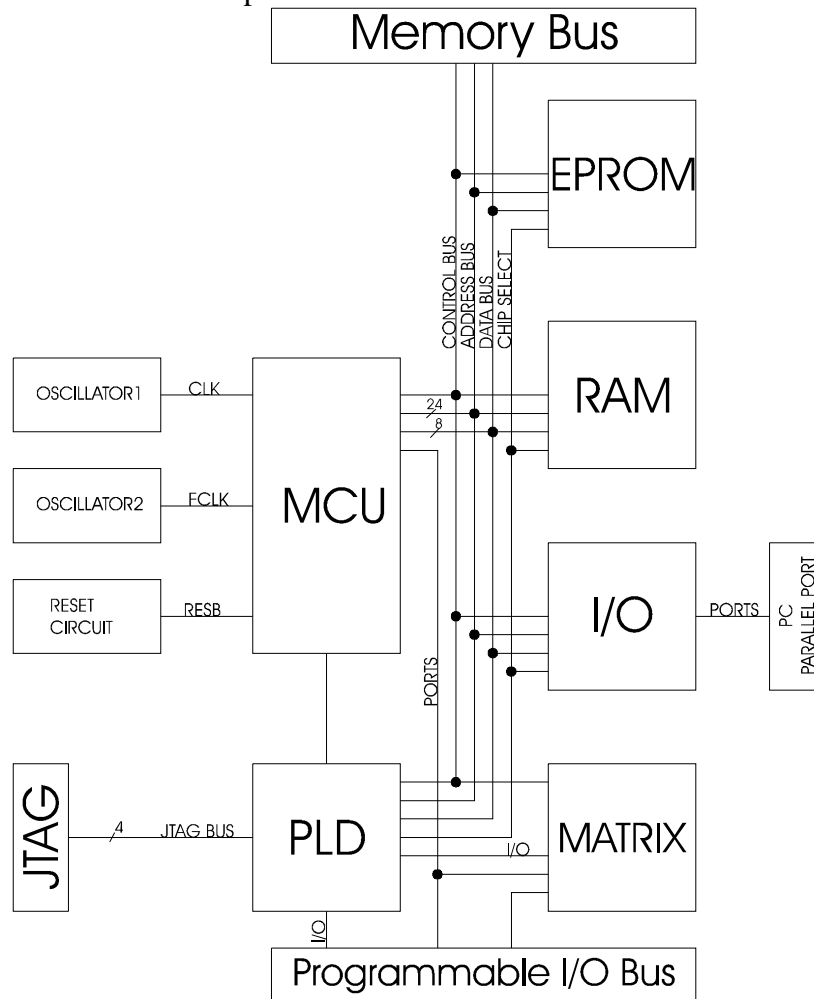 Memory Bus
EPROM
CONTROL BUS
ADDRESS BUS
DATA BUS
CHIP SELECT
OSCILLATOR1
CLK
MCU
24
8
RAM
OSCILLATOR2
FCLK
RESET
CIRCUIT
RESB
I/O
PORTS
PC
PARALLEL PORT
PORTS
JTAG
4
JTAG BUS
PLD
I/O
MATRIX
I/O
Programmable I/O Bus